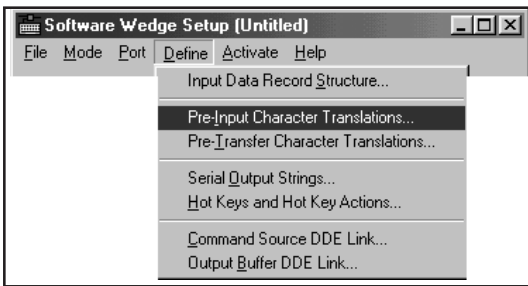 Software Wedge Setup (Untitled)
File Mode Port Define Activate Help
Input Data Record Structure...
Pre-Input Character Translations...
Pre-Transfer Character Translations...
Serial Output Strings...
Hot Keys and Hot Key Actions...
Command Source DDE Link...
Output Buffer DDE Link...